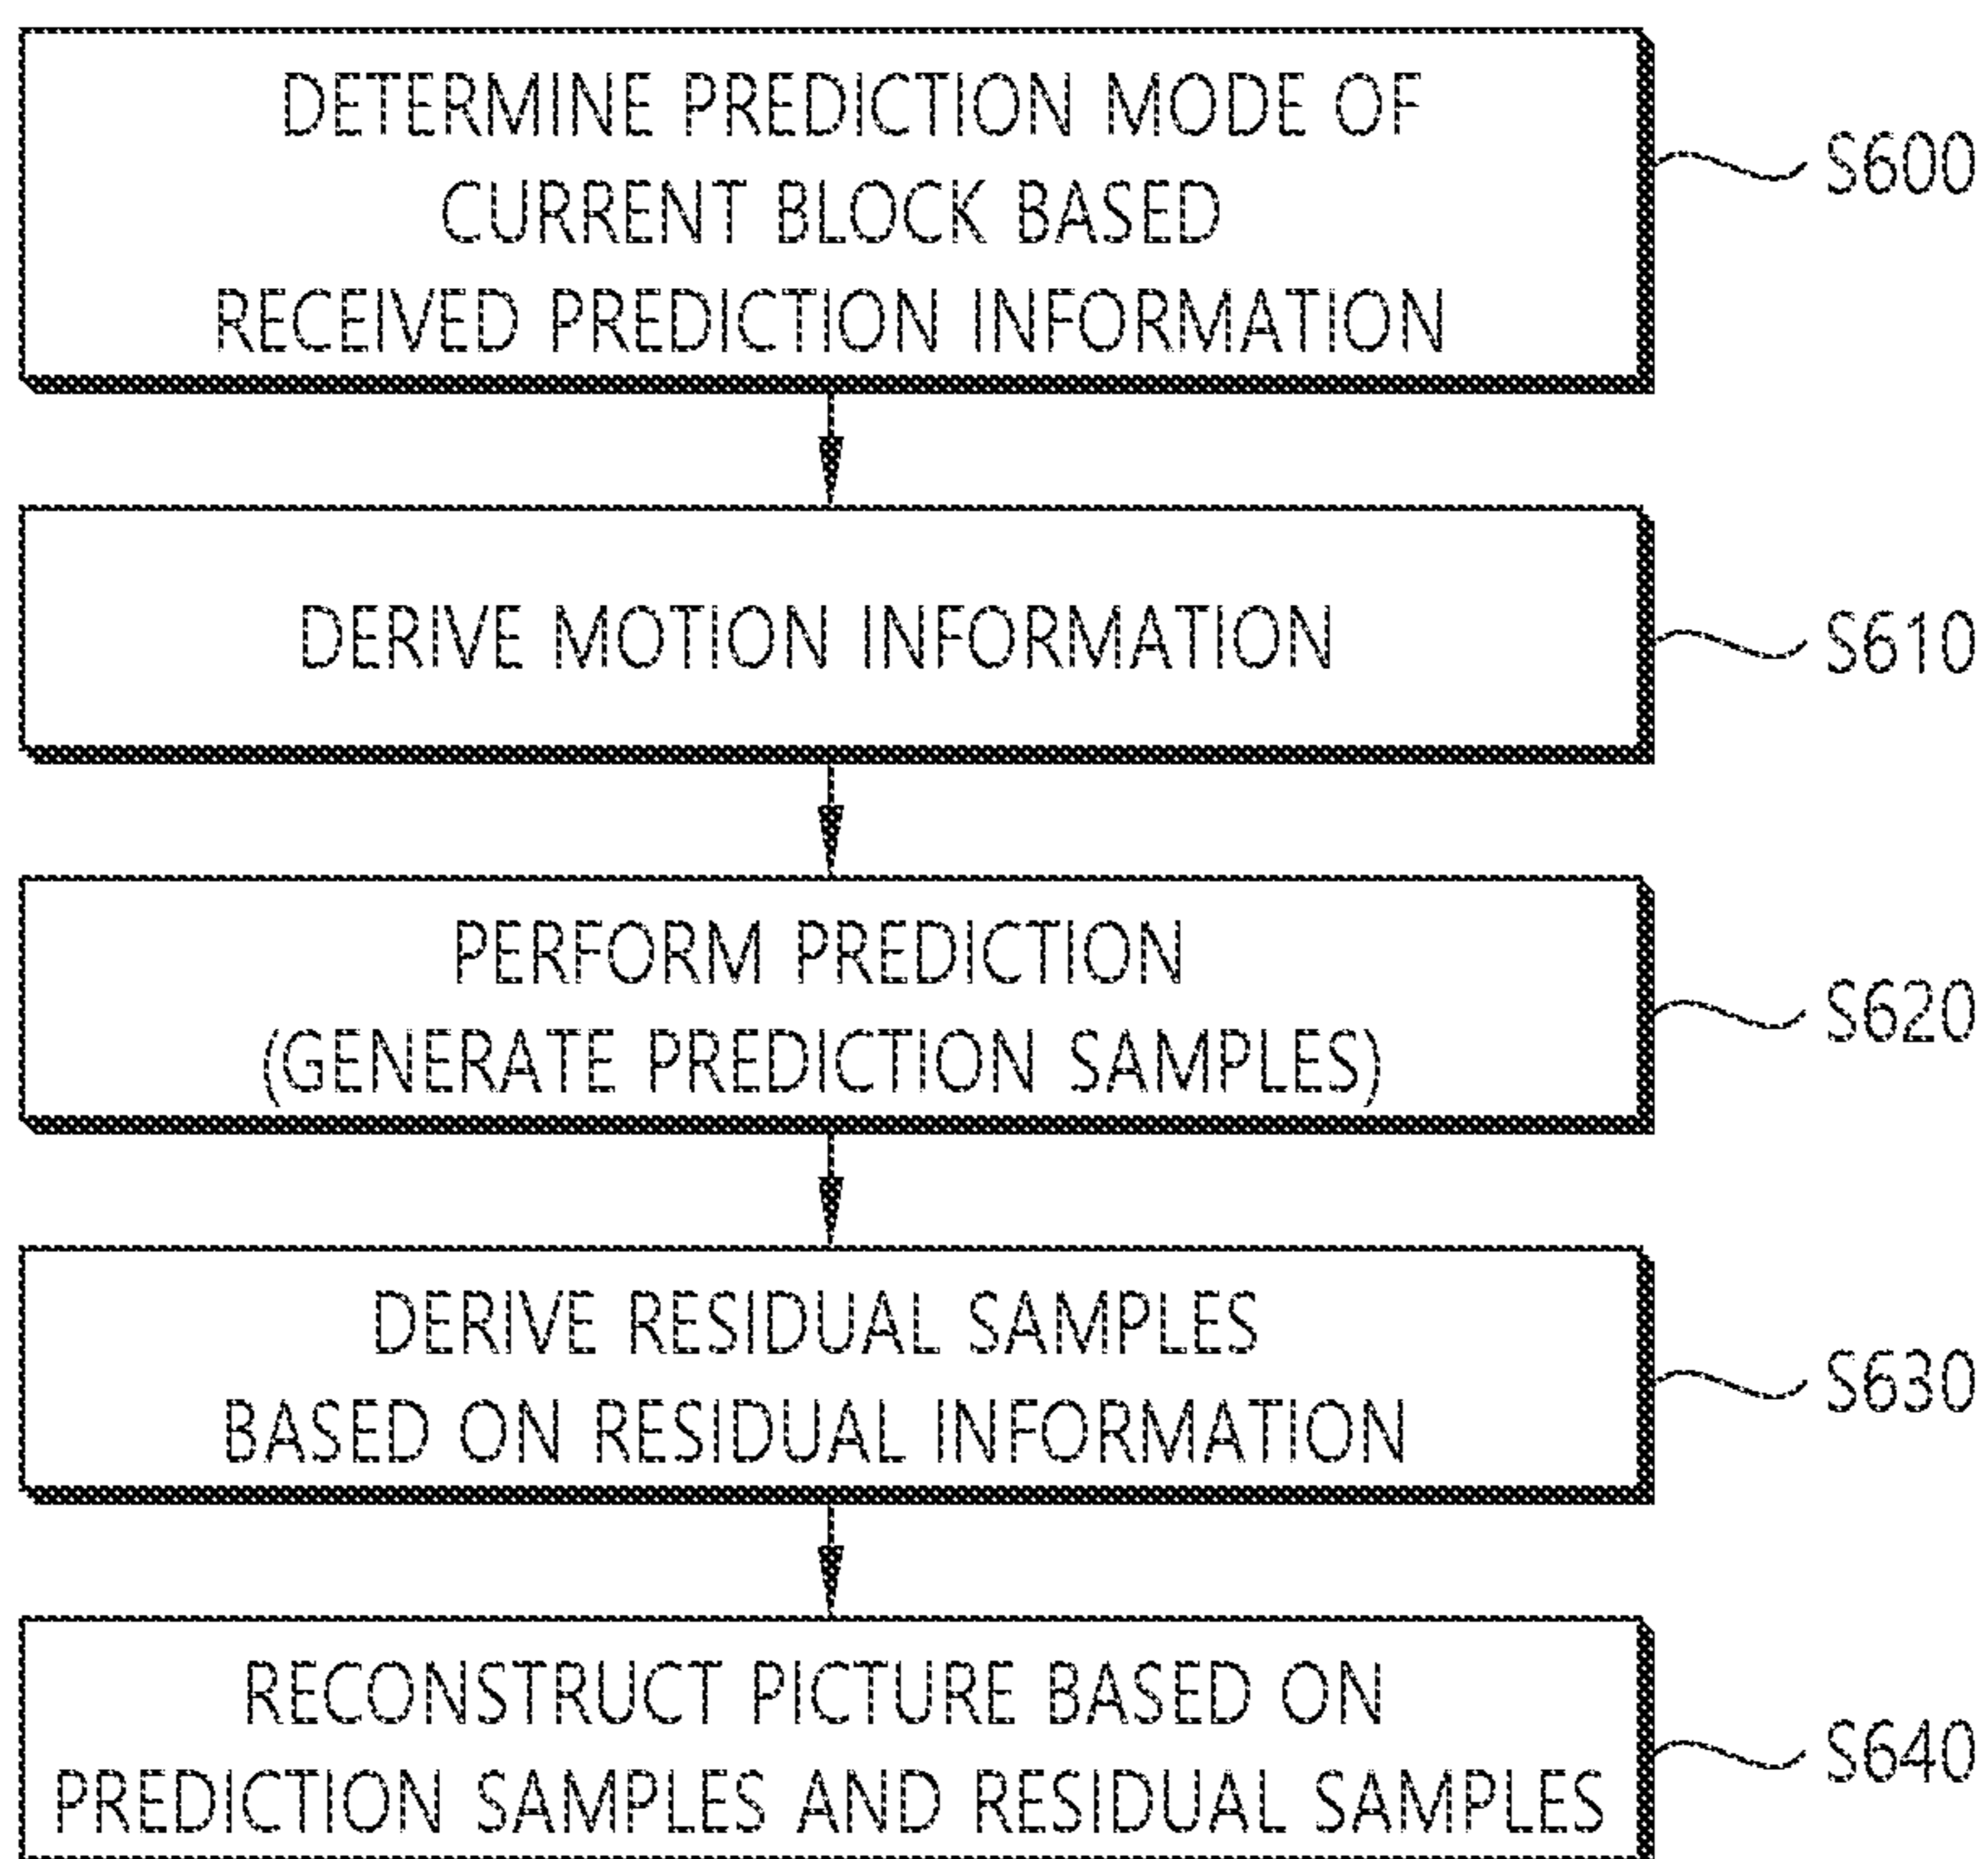 DETERMINE PREDICTION MODE OF
CURRENT BLOCK BASED
RECEIVED PREDICTION INFORMATION
S600
DERIVE MOTION INFORMATION
S610
PERFORM PREDICTION
(GENERATE PREDICTION SAMPLES)
S620
DERIVE RESIDUAL SAMPLES
BASED ON RESIDUAL INFORMATION
S630
RECONSTRUCT PICTURE BASED ON
PREDICTION SAMPLES AND RESIDUAL SAMPLES
S640